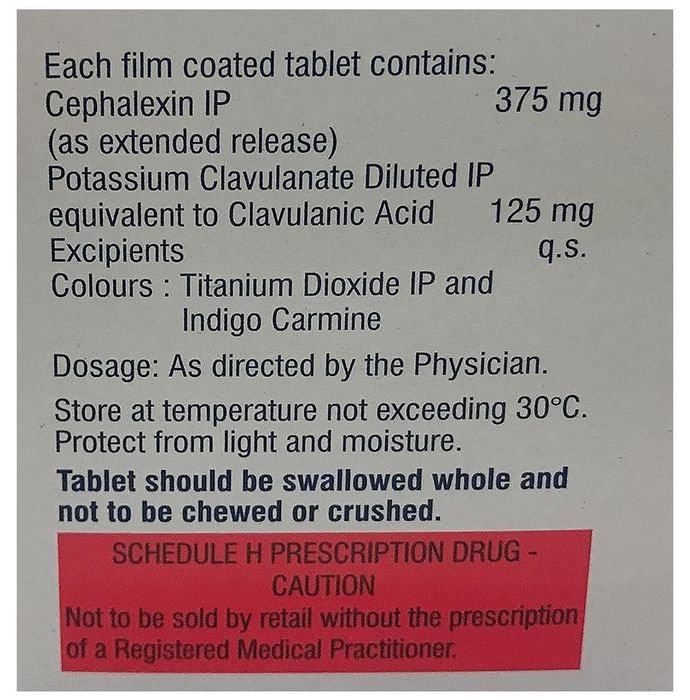 Each film coated tablet contains:
Cephalexin IP 375 mg
(as extended release)
Potassium Clavulanate Diluted IP
equivalent to Clavulanic Acid 125 mg
Excipients q.s.
Colours : Titanium Dioxide IP and
Indigo Carmine
Dosage: As directed by the Physician.
Store at temperature not exceeding 30°C.
Protect from light and moisture.
Tablet should be swallowed whole and
not to be chewed or crushed.
SCHEDULE H PRESCRIPTION DRUG -
CAUTION
Not to be sold by retail without the prescription
of a Registered Medical Practitioner.